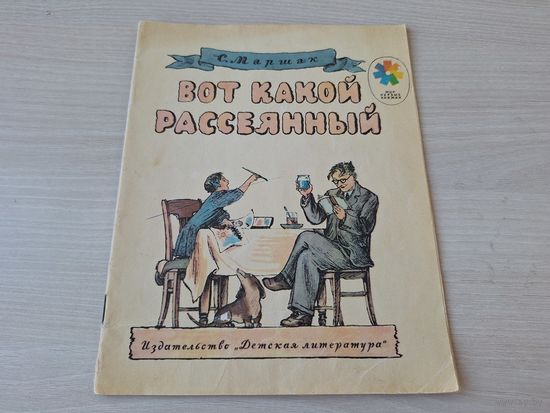 С. Маршак
ВОТ КАКОЙ
РАССЕЯННЫЙ
Издательство „Детская литература"